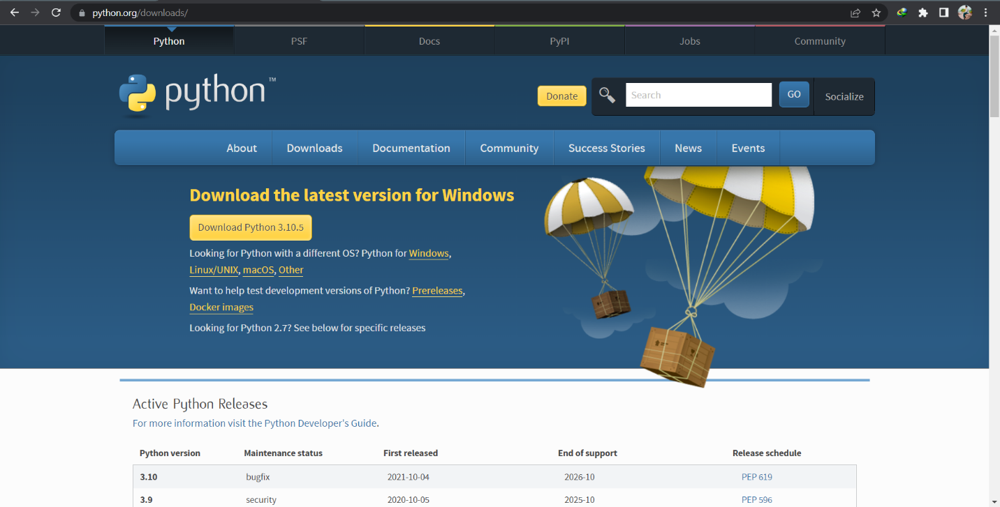 python.org/downloads/
Python PSF Docs PyPI Jobs Community
python™
Donate Search GO Socialize
About Downloads Documentation Community Success Stories News Events
Download the latest version for Windows
Download Python 3.10.5
Looking for Python with a different OS? Python for Windows,
Linux/UNIX, macOS, Other
Want to help test development versions of Python? Prereleases,
Docker images
Looking for Python 2.7? See below for specific releases
Active Python Releases
For more information visit the Python Developer's Guide.
Python version Maintenance status First released End of support Release schedule
3.10 bugfix 2021-10-04 2026-10 PEP 619
3.9 security 2020-10-05 2025-10 PEP 596